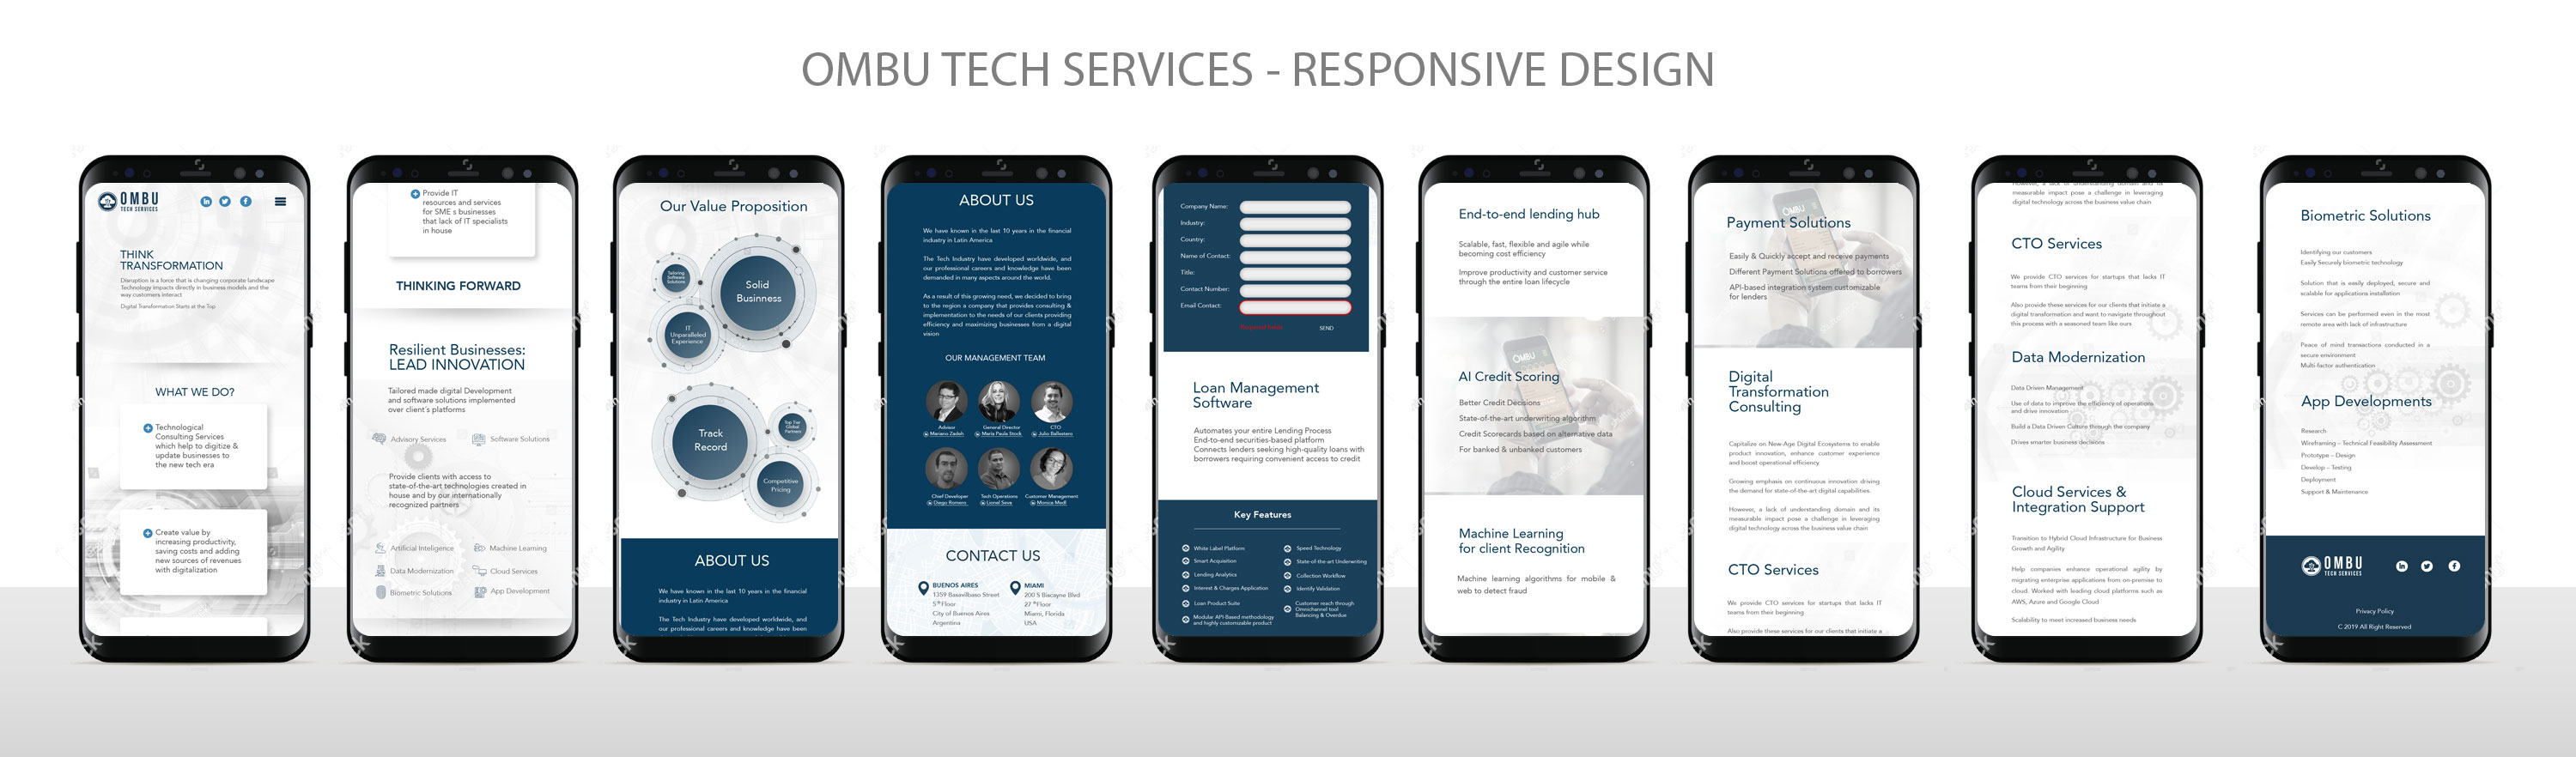 OMBU TECH SERVICES - RESPONSIVE DESIGN
OMBU
TECH SERVICES
THINK
TRANSFORMATION
Disruption is a force that is changing corporate landscape
Technology impacts directly in business models and the
way customers interact
Digital Transformation Starts at the Top
WHAT WE DO?
Technological
Consulting Services
which help to digitize &
update businesses to
the new tech era
Create value by
increasing productivity,
saving costs and adding
new sources of revenues
with digitalization
Provide IT
resources and services
for SME s businesses
that lack of IT specialists
in house
THINKING FORWARD
Resilient Businesses:
LEAD INNOVATION
Tailored made digital Development
and software solutions implemented
over client's platforms
Advisory Services
Software Solutions
Provide clients with access to
state-of-the-art technologies created in
house and by our internationally
recognized partners
Artificial Inteligence
Machine Learning
Data Modernization
Cloud Services
Biometric Solutions
App Development
Our Value Proposition
Tailoring
Software
Solutions
Solid
Businness
IT
Unparalleled
Experience
Track
Record
Top Tier
Global
Partners
Competitive
Pricing
ABOUT US
We have known in the last 10 years in the financial
industry in Latin America
The Tech Industry have developed worldwide, and
our professional careers and knowledge have been
ABOUT US
We have known in the last 10 years in the financial
industry in Latin America
The Tech Industry have developed worldwide, and
our professional careers and knowledge have been
demanded in many aspects around the world.
As a result of this growing need, we decided to bring
to the region a company that provides consulting &
implementation to the needs of our clients providing
efficiency and maximizing businesses from a digital
vision
OUR MANAGEMENT TEAM
Advisor
Mariano Zadeh
General Director
Maria Paula Stock
CTO
Julio Ballestero
Chief Developer
Diego Romero
Tech Operations
Lionel Seva
Customer Management
Monica Medl
CONTACT US
BUENOS AIRES
1359 Basavilbaso Street
5° Floor
City of Buenos Aires
Argentina
MIAMI
200 S Biscayne Blvd
27 °Floor
Miami, Florida
USA
Company Name:
Industry:
Country:
Name of Contact:
Title:
Contact Number:
Email Contact:
SEND
Loan Management
Software
Automates your entire Lending Process
End-to-end securities-based platform
Connects lenders seeking high-quality loans with
borrowers requiring convenient access to credit
Key Features
White Label Platform
Smart Acquisition
Lending Analytics
Interest & Charges Application
Loan Product Suite
Modular API-Based methodology
and highly customizable product
Speed Technology
State-of-the-art Underwriting
Collection Workflow
Identify Validation
Customer reach through
Omnichannel tool
Balancing & Overdue
End-to-end lending hub
Scalable, fast, flexible and agile while
becoming cost efficiency
Improve productivity and customer service
through the entire loan lifecycle
OMBU
AI Credit Scoring
Better Credit Decisions
State-of-the-art underwriting algorithm
Credit Scorecards based on alternative data
For banked & unbanked customers
Machine Learning
for client Recognition
Machine learning algorithms for mobile &
web to detect fraud
OMBU
Payment Solutions
Easily & Quickly accept and receive payments
Different Payment Solutions offered to borrowers
API-based integration system customizable
for lenders
Digital
Transformation
Consulting
Capitalize on New-Age Digital Ecosystems to enable
product innovation, enhance customer experience
and boost operational efficiency
Growing emphasis on continuous innovation driving
the demand for state-of-the-art digital capabilities.
However, a lack of understanding domain and its
measurable impact pose a challenge in leveraging
digital technology across the business value chain
CTO Services
We provide CTO services for startups that lacks IT
teams from their beginning
Also provide these services for our clients that initiate a
However, a lack of understanding domain and its
measurable impact pose a challenge in leveraging
digital technology across the business value chain
CTO Services
We provide CTO services for startups that lacks IT
teams from their beginning
Also provide these services for our clients that initiate a
digital transformation and want to navigate throughout
this process with a seasoned team like ours
Data Modernization
Data Driven Management
Use of data to improve the efficiency of operations
and drive innovation
Build a Data Driven Culture through the company
Drives smarter business decisions
Cloud Services &
Integration Support
Transition to Hybrid Cloud Infrastructure for Business
Growth and Agility
Help companies enhance operational agility by
migrating enterprise applications from on-premise to
cloud. Worked with leading cloud platforms such as
AWS, Azure and Google Cloud
Scalability to meet increased business needs
Biometric Solutions
Identifying our customers
Easily Securely biometric technology
Solution that is easily deployed, secure and
scalable for applications installation
Services can be performed even in the most
remote area with lack of infrastructure
Peace of mind transactions conducted in a
secure environment
Multi-factor authentication
App Developments
Research
Wireframing – Technical Feasibility Assessment
Prototype – Design
Develop – Testing
Deployment
Support & Maintenance
OMBU
TECH SERVICES
Privacy Policy
C 2019 All Right Reserved